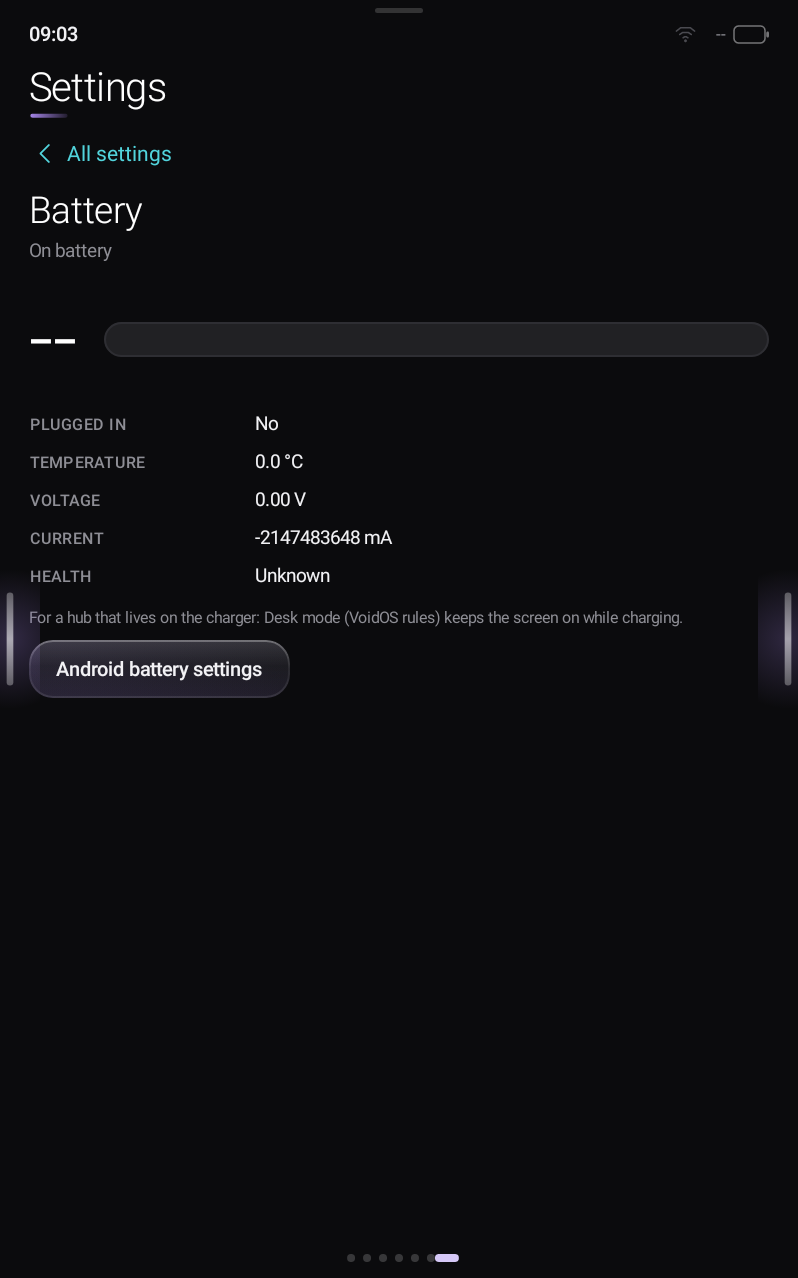 09:03
--
Settings
All settings
Battery
On battery
--
PLUGGED IN No
TEMPERATURE 0.0 °C
VOLTAGE 0.00 V
CURRENT -2147483648 mA
HEALTH Unknown
For a hub that lives on the charger: Desk mode (VoidOS rules) keeps the screen on while charging.
Android battery settings